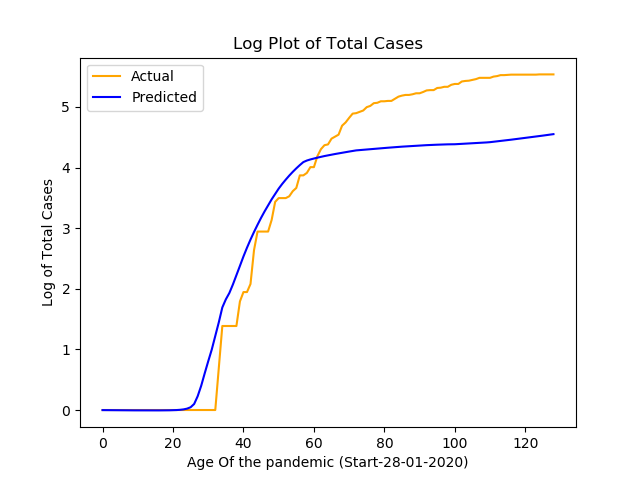 Log Plot of Total Cases
Actual
Predicted
5
4
3
2
1
0
Log of Total Cases
0 20 40 60 80 100 120
Age Of the pandemic (Start-28-01-2020)